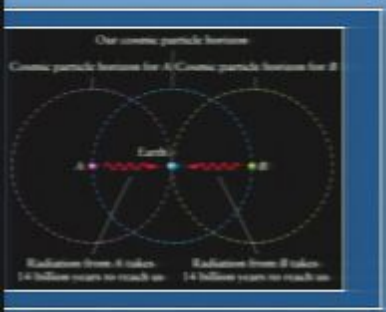 Our cosmic particle horizon
Cosmic particle horizon for A Cosmic particle horizon for B
Earth
A B
Radiation from A takes Radiation from B takes
14 billion years to reach us 14 billion years to reach us